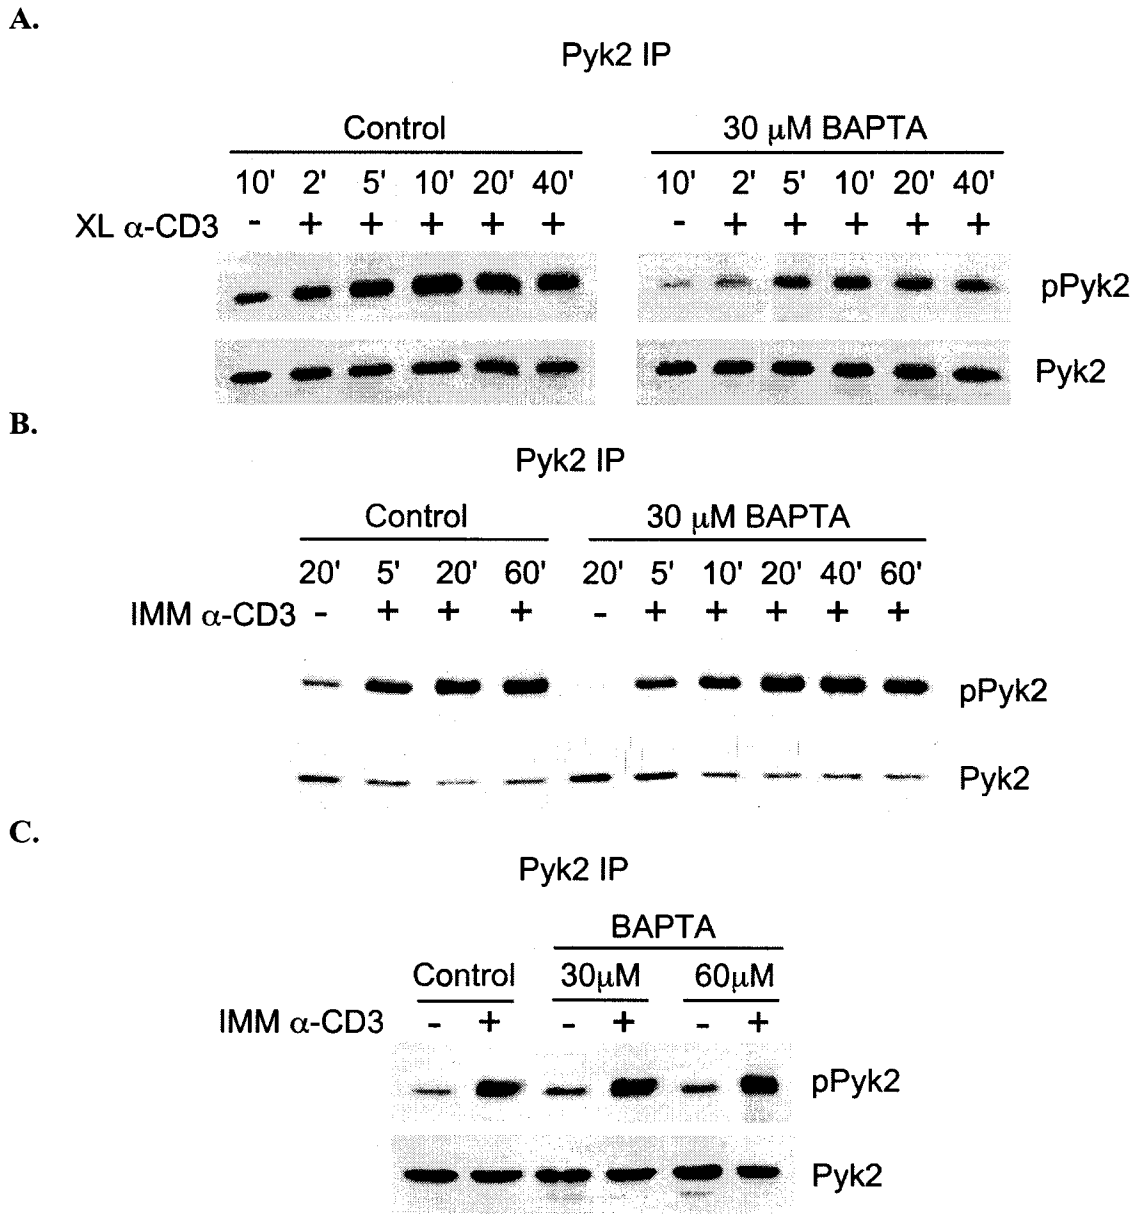 A.
Pyk2 IP
Control 30 μM BAPTA
10' 2' 5' 10' 20' 40' 10' 2' 5' 10' 20' 40'
XL α-CD3 - + + + + + - + + + + +
pPyk2
Pyk2
B.
Pyk2 IP
Control 30 μM BAPTA
20' 5' 20' 60' 20' 5' 10' 20' 40' 60'
IMM α-CD3 - + + + - + + + + +
pPyk2
Pyk2
C.
Pyk2 IP
BAPTA
Control 30μM 60μM
IMM α-CD3 - + - + - +
pPyk2
Pyk2